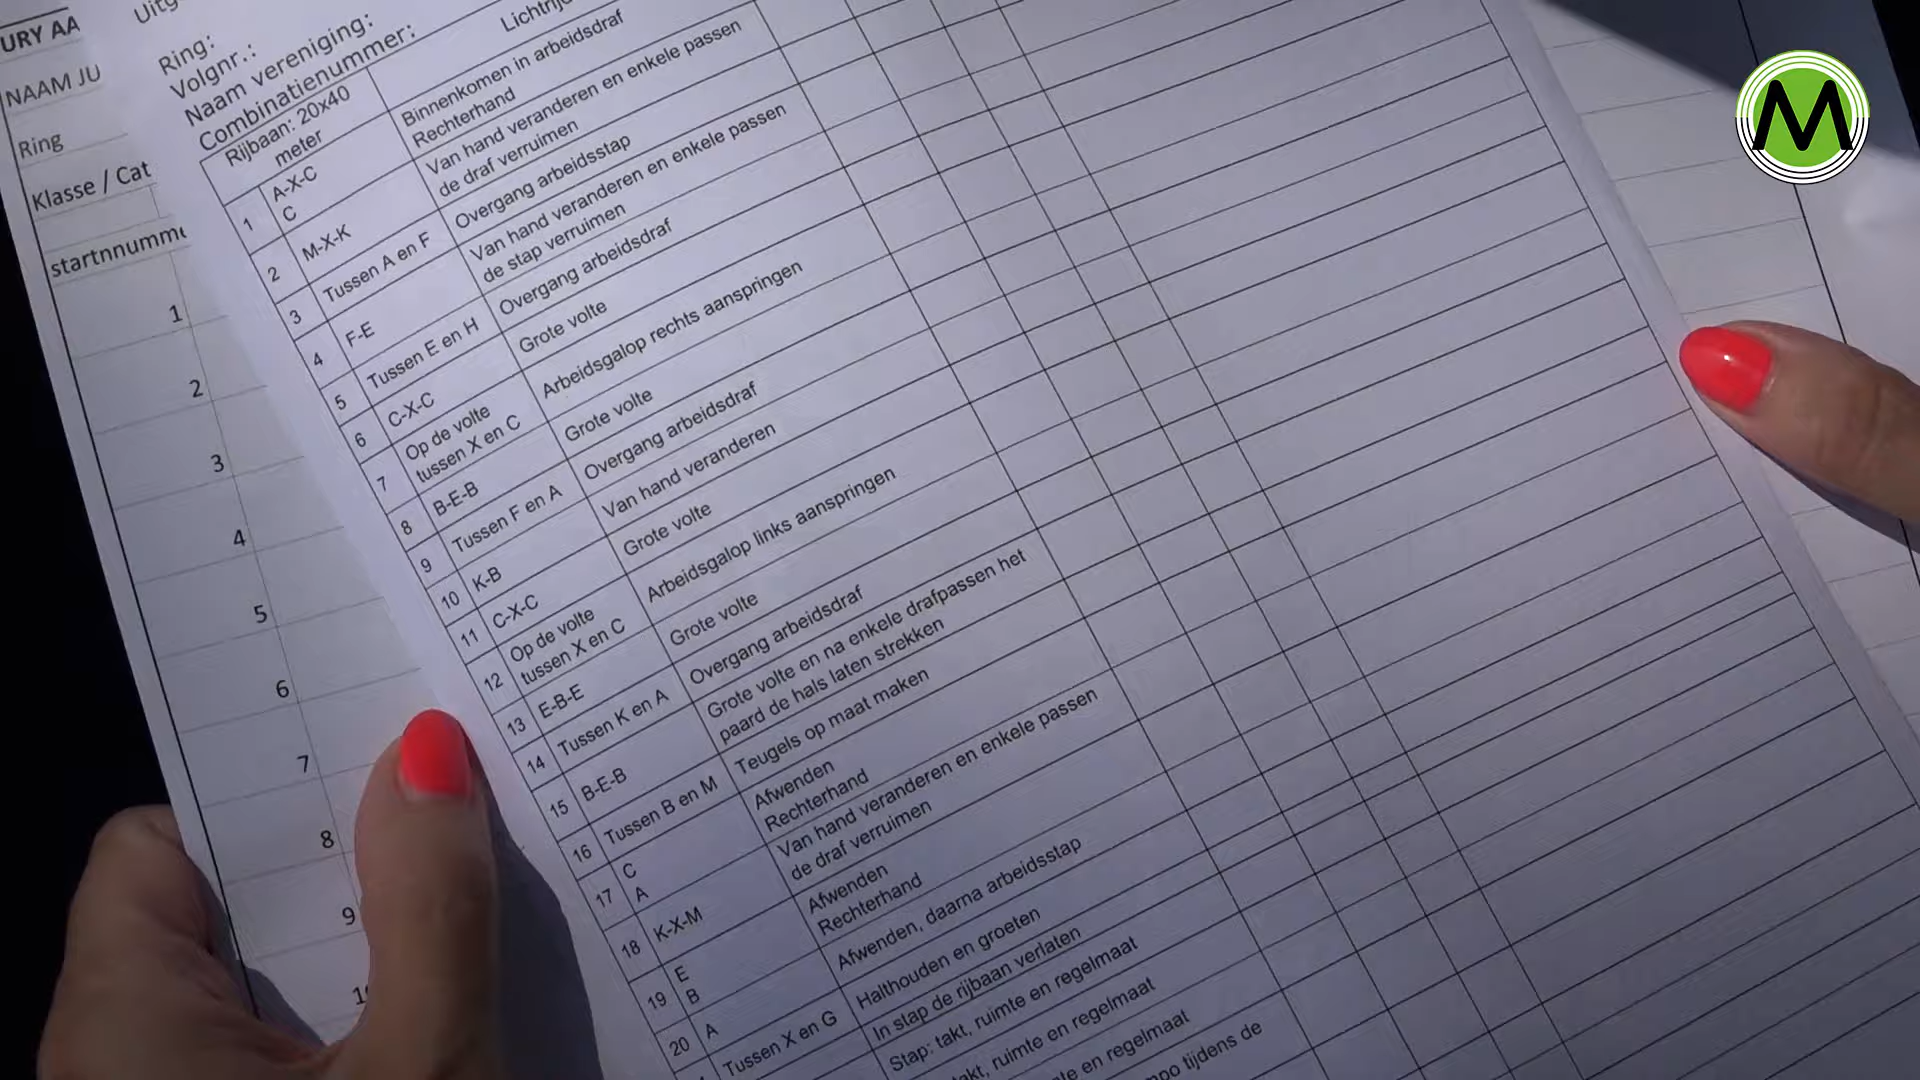 URY AA
NAAM JU
Ring
Klasse / Cat
startnnumme
1
2
3
4
5
6
7
8
9
Ring:
Volgnr.:
Naam vereniging:
Combinatienummer:
Rijbaan: 20x40
meter
1 A-X-C Binnenkomen in arbeidsdraf
C Rechterhand
2 M-X-K Van hand veranderen en enkele passen
de draf verruimen
3 Tussen A en F Overgang arbeidsstap
4 F-E Van hand veranderen en enkele passen
de stap verruimen
5 Tussen E en H Overgang arbeidsdraf
6 C-X-C Grote volte
7 Op de volte Arbeidsgalop rechts aanspringen
tussen X en C
8 B-E-B Grote volte
9 Tussen F en A Overgang arbeidsdraf
10 K-B Van hand veranderen
11 C-X-C Grote volte
12 Op de volte Arbeidsgalop links aanspringen
tussen X en C
13 E-B-E Grote volte
14 Tussen K en A Overgang arbeidsdraf
15 B-E-B Grote volte en na enkele drafpassen het
paard de hals laten strekken
16 Tussen B en M Teugels op maat maken
17 C Afwenden
A Rechterhand
18 K-X-M Van hand veranderen en enkele passen
de draf verruimen
19 E Afwenden
B Rechterhand
20 A Afwenden, daarna arbeidsstap
Tussen X en G Halthouden en groeten
In stap de rijbaan verlaten
Stap: takt, ruimte en regelmaat
takt, ruimte en regelmaat
en regelmaat
tijdens de
M